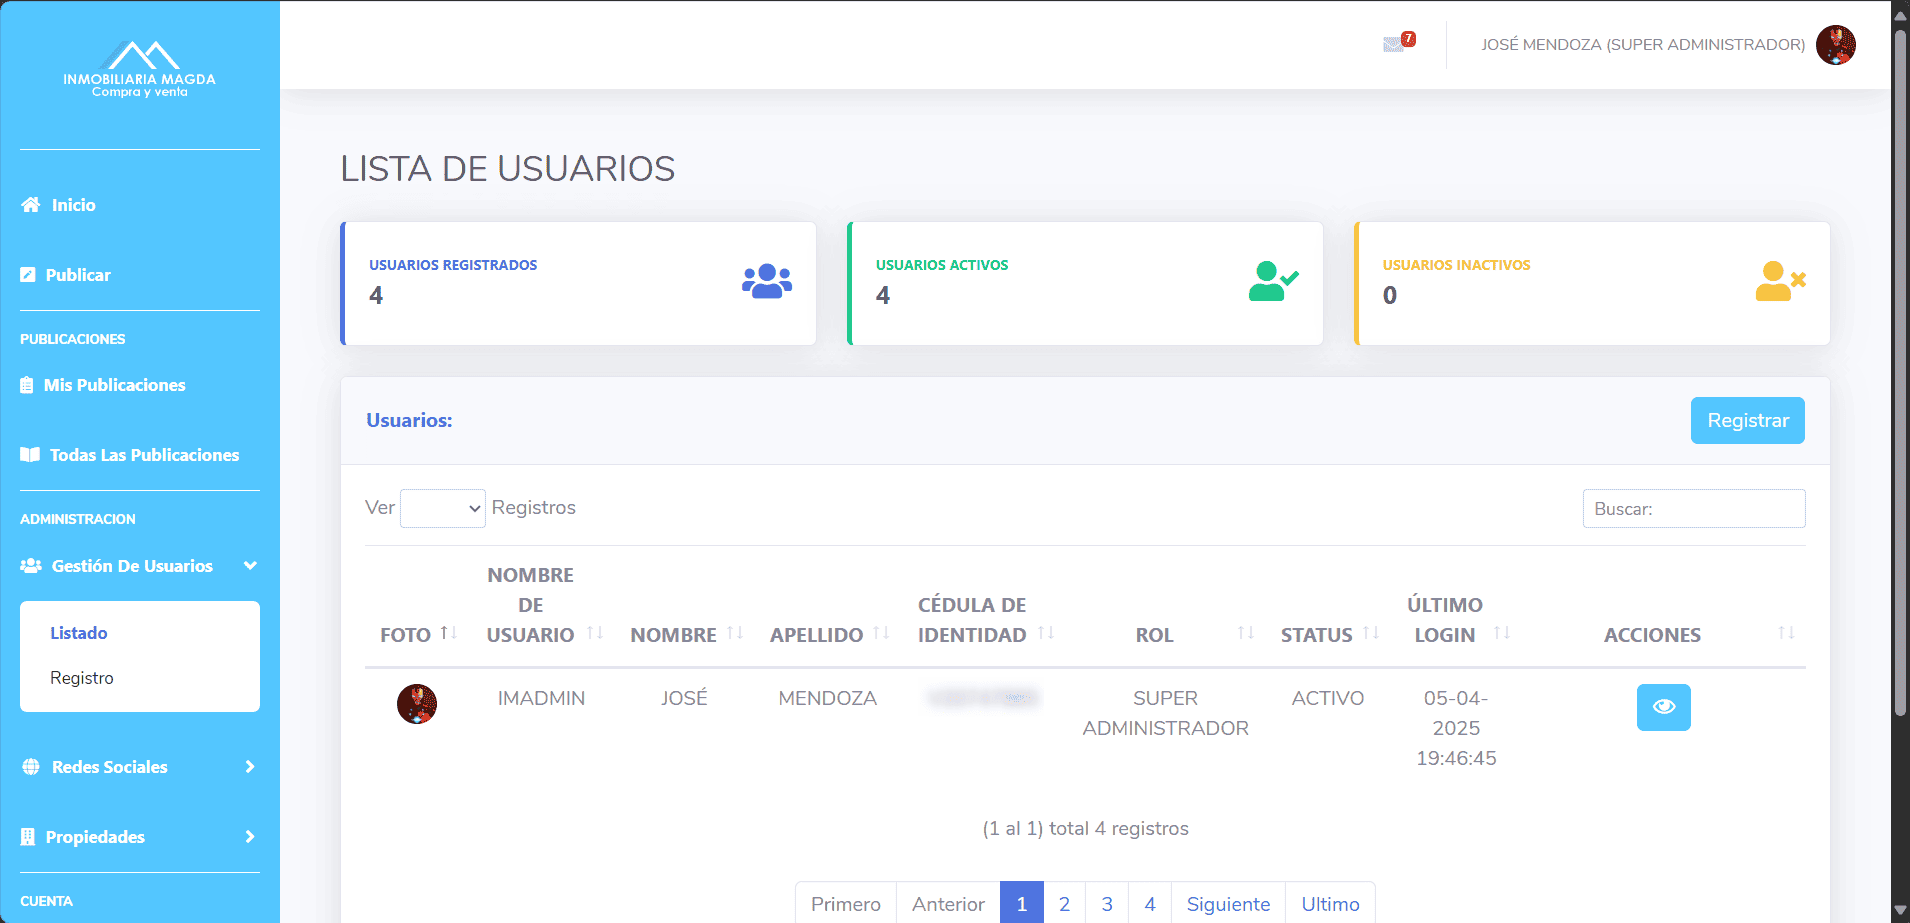 INMOBILIARIA MAGDA
Compra y venta
Inicio
Publicar
PUBLICACIONES
Mis Publicaciones
Todas Las Publicaciones
ADMINISTRACION
Gestión De Usuarios
Listado
Registro
Redes Sociales
Propiedades
CUENTA
7
JOSÉ MENDOZA (SUPER ADMINISTRADOR)
LISTA DE USUARIOS
USUARIOS REGISTRADOS
4
USUARIOS ACTIVOS
4
USUARIOS INACTIVOS
0
Usuarios:
Registrar
Ver Registros
Buscar:
FOTO
NOMBRE
DE
USUARIO
NOMBRE
APELLIDO
CÉDULA DE
IDENTIDAD
ROL
STATUS
ÚLTIMO
LOGIN
ACCIONES
IMADMIN
JOSÉ
MENDOZA
SUPER
ADMINISTRADOR
ACTIVO
05-04-
2025
19:46:45
(1 al 1) total 4 registros
Primero Anterior 1 2 3 4 Siguiente Ultimo